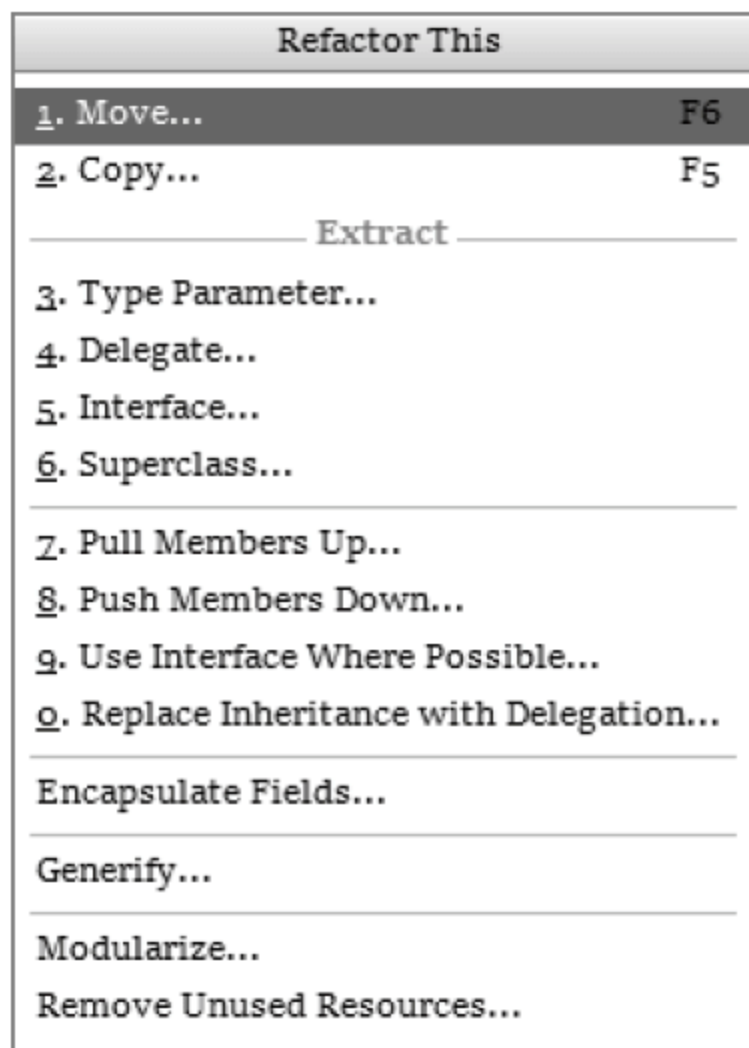 Refactor This
1. Move... F6
2. Copy... F5
Extract
3. Type Parameter...
4. Delegate...
5. Interface...
6. Superclass...
7. Pull Members Up...
8. Push Members Down...
9. Use Interface Where Possible...
0. Replace Inheritance with Delegation...
Encapsulate Fields...
Generify...
Modularize...
Remove Unused Resources...